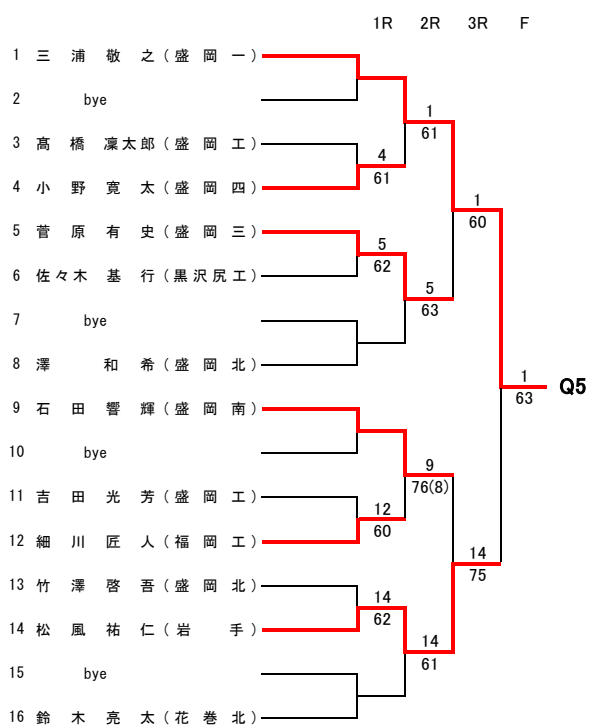 1R 2R 3R F
1 三浦敬之(盛岡一)
2 bye
1
61
3 髙橋凜太郎(盛岡工)
4
61
4 小野寛太(盛岡四)
1
60
5 菅原有史(盛岡三)
5
62
6 佐々木基行(黒沢尻工)
5
63
7 bye
8 澤和希(盛岡北)
1
63
Q5
9 石田響輝(盛岡南)
10 bye
9
76(8)
11 吉田光芳(盛岡工)
12
60
12 細川匠人(福岡工)
14
75
13 竹澤啓吾(盛岡北)
14
62
14 松風祐仁(岩手)
14
61
15 bye
16 鈴木亮太(花巻北)